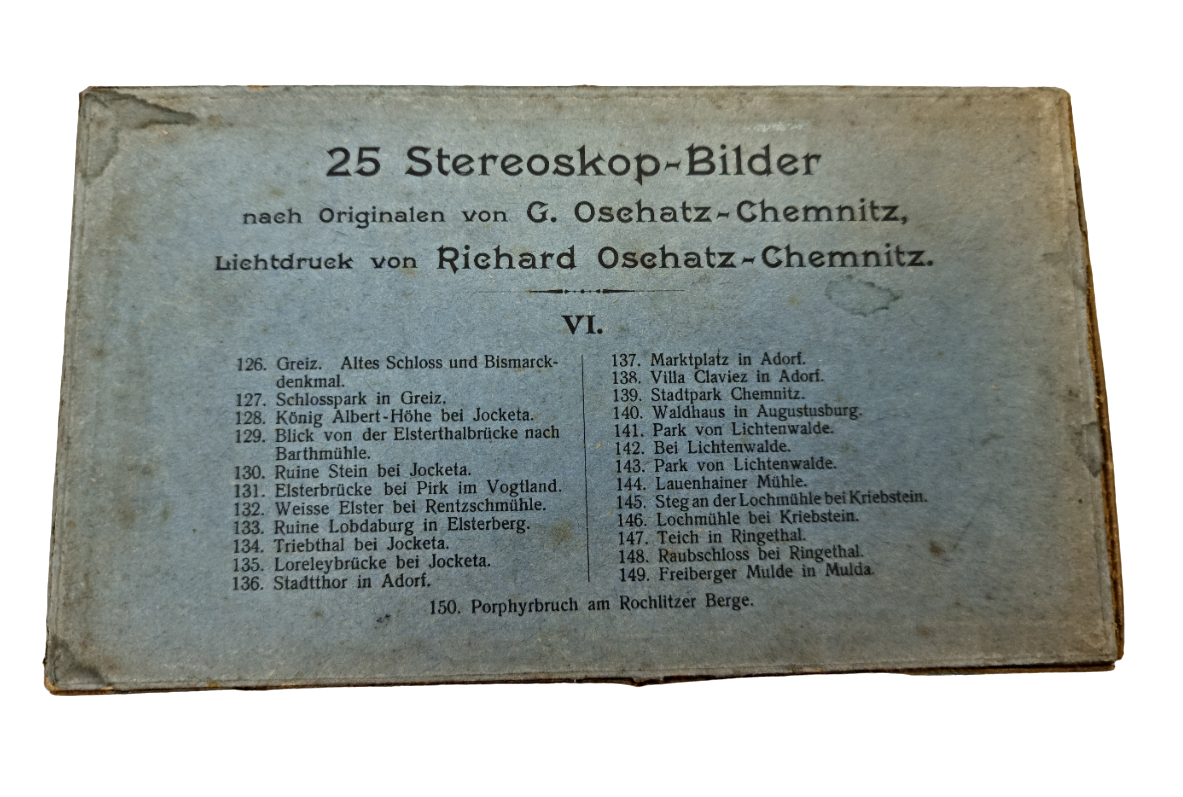 25 Stereoskop-Bilder
nach Originalen von G. Oschatz-Chemnitz,
Lichtdruck von Richard Oschatz-Chemnitz.
VI.
126. Greiz. Altes Schloss und Bismarck-
denkmal.
127. Schlosspark in Greiz.
128. König Albert-Höhe bei Jocketa.
129. Blick von der Elsterthalbrücke nach
Barthmühle.
130. Ruine Stein bei Jocketa.
131. Elsterbrücke bei Pirk im Vogtland.
132. Weisse Elster bei Rentzschmühle.
133. Ruine Lobdaburg in Elsterberg.
134. Triebthal bei Jocketa.
135. Loreleybrücke bei Jocketa.
136. Stadtthor in Adorf.
137. Marktplatz in Adorf.
138. Villa Claviez in Adorf.
139. Stadtpark Chemnitz.
140. Waldhaus in Augustusburg.
141. Park von Lichtenwalde.
142. Bei Lichtenwalde.
143. Park von Lichtenwalde.
144. Lauenhainer Mühle.
145. Steg an der Lochmühle bei Kriebstein.
146. Lochmühle bei Kriebstein.
147. Teich in Ringethal.
148. Raubschloss bei Ringethal.
149. Freiberger Mulde in Mulda.
150. Porphyrbruch am Rochlitzer Berge.